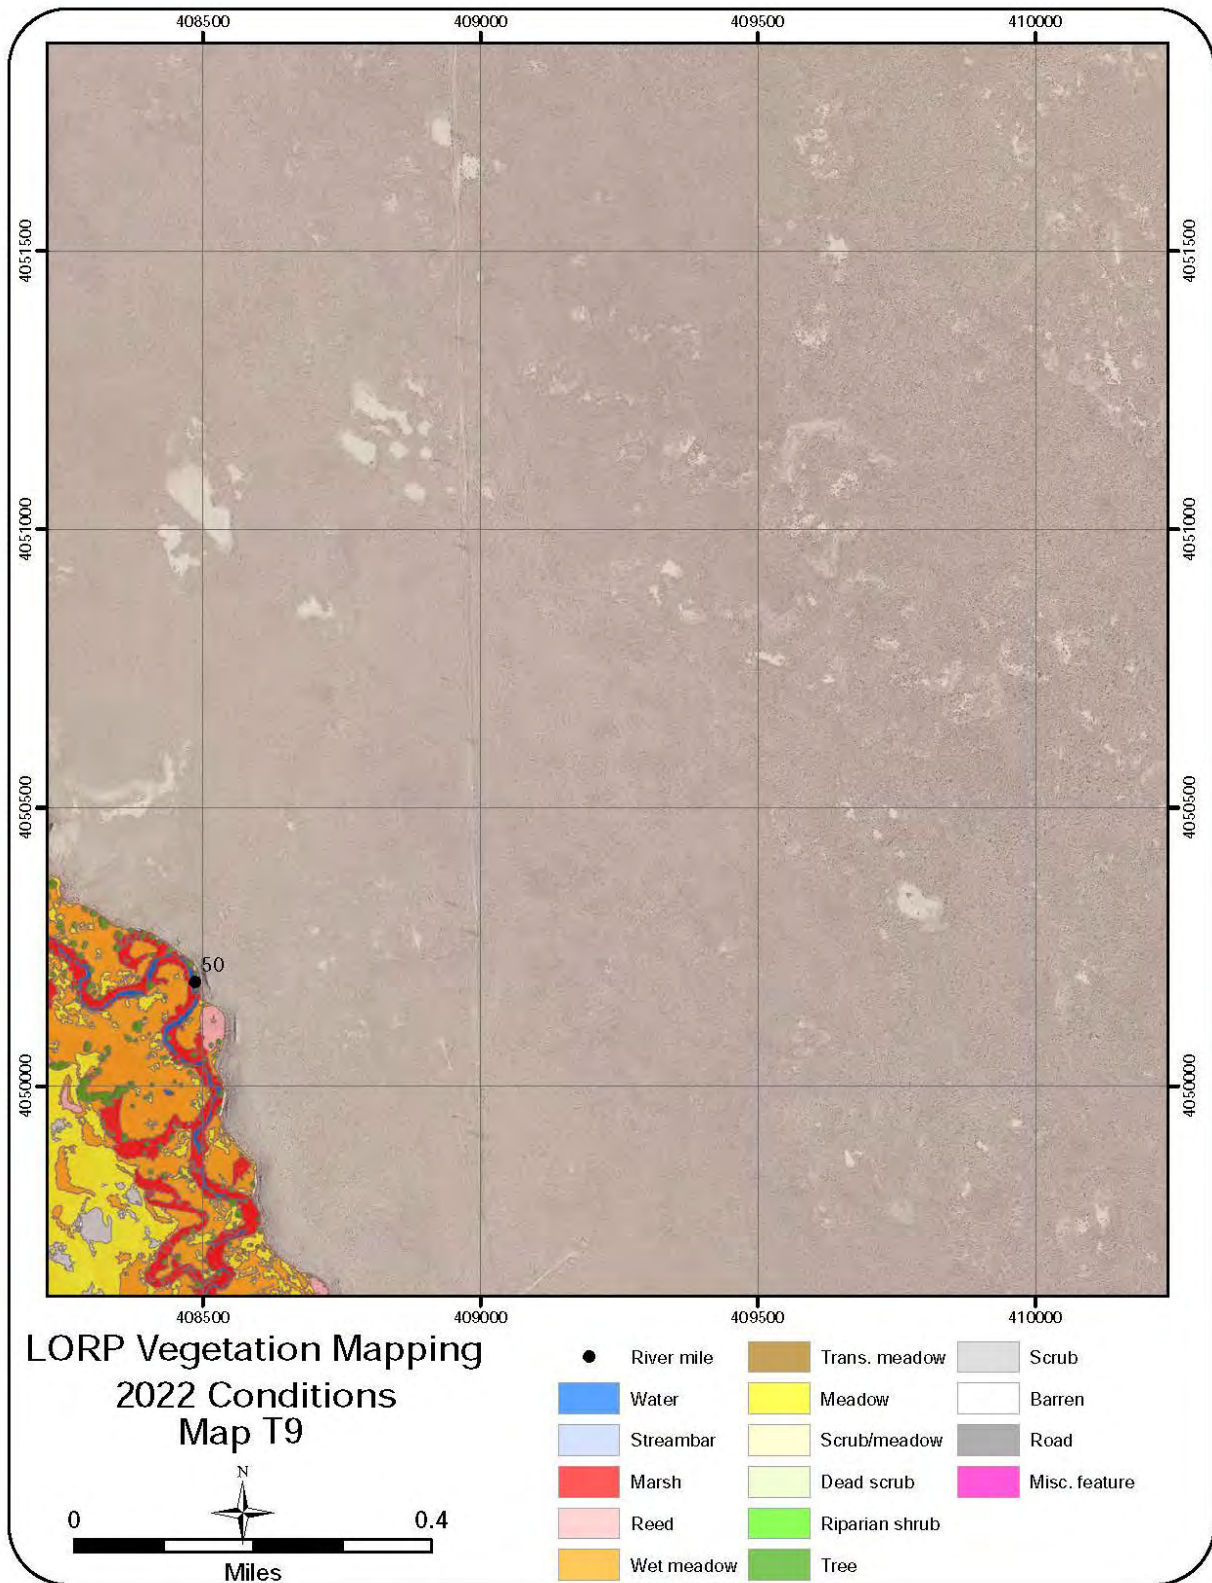 408500 409000 409500 410000
4051500 4051500
4051000 4051000
4050500 4050500
50
4050000 4050000
408500 409000 409500 410000
LORP Vegetation Mapping
2022 Conditions
Map T9
N
0 0.4
Miles
River mile
Water
Streambar
Marsh
Reed
Wet meadow
Trans. meadow
Meadow
Scrub/meadow
Dead scrub
Riparian shrub
Tree
Scrub
Barren
Road
Misc. feature